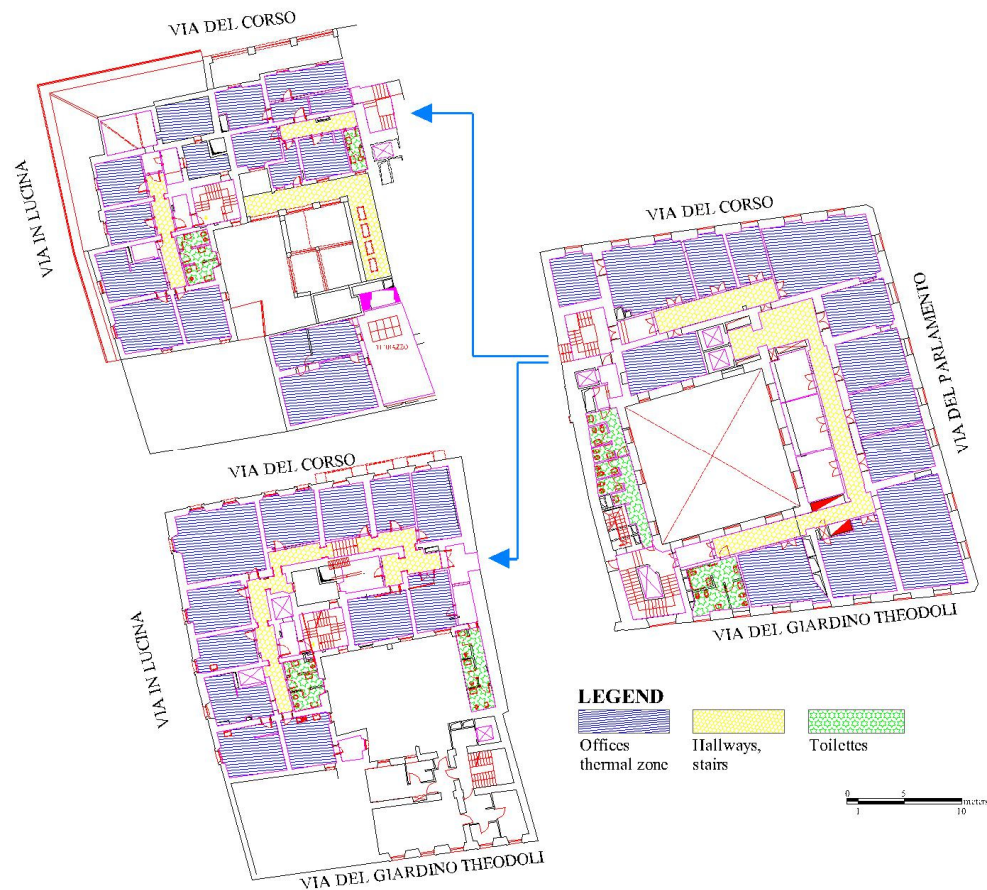 VIA DEL CORSO
VIA IN LUCINA
VIA DEL CORSO
VIA DEL PARLAMENTO
VIA DEL GIARDINO THEODOLI
VIA DEL CORSO
VIA IN LUCINA
VIA DEL GIARDINO THEODOLI
LEGEND
Offices
thermal zone
Hallways,
stairs
Toilettes
0 5 meters
1 10